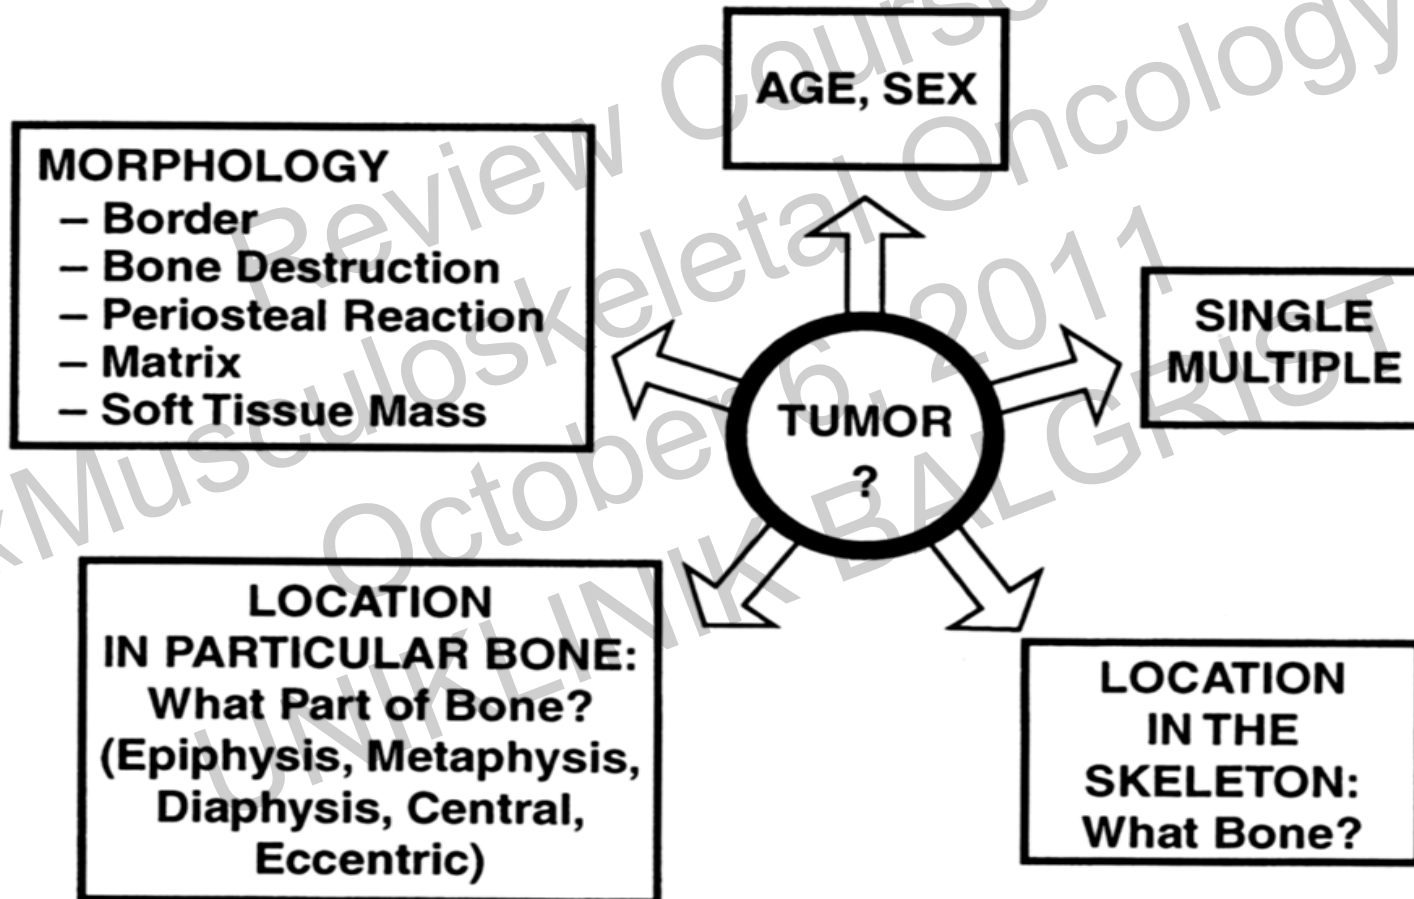 AGE, SEX
MORPHOLOGY
– Border
– Bone Destruction
– Periosteal Reaction
– Matrix
– Soft Tissue Mass
SINGLE
MULTIPLE
TUMOR
?
LOCATION
IN PARTICULAR BONE:
What Part of Bone?
(Epiphysis, Metaphysis,
Diaphysis, Central,
Eccentric)
LOCATION
IN THE
SKELETON:
What Bone?
Review Course
Musculoskeletal Oncology
October 6, 2011
UNIKLINIK BALGRIST